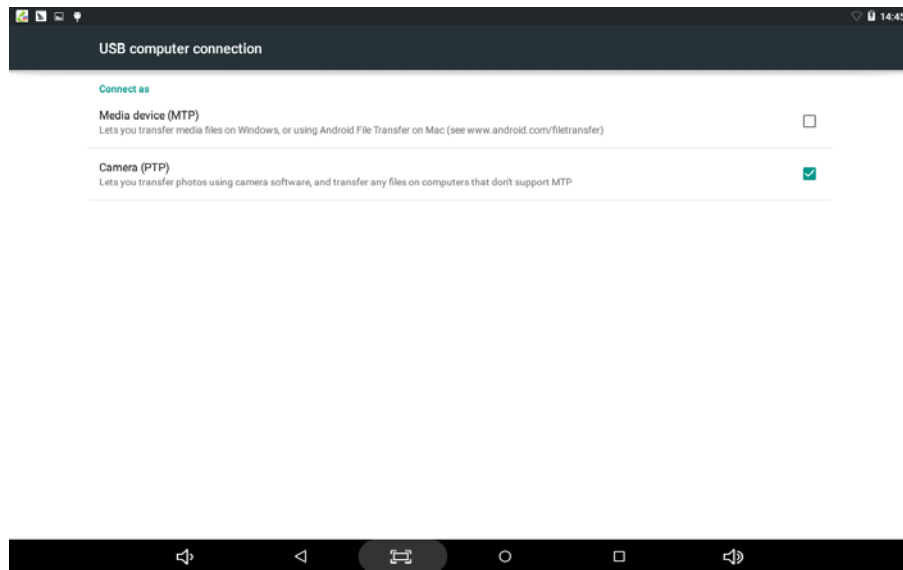 14:45
USB computer connection
Connect as
Media device (MTP)
Lets you transfer media files on Windows, or using Android File Transfer on Mac (see www.android.com/filetransfer)
Camera (PTP)
Lets you transfer photos using camera software, and transfer any files on computers that don't support MTP